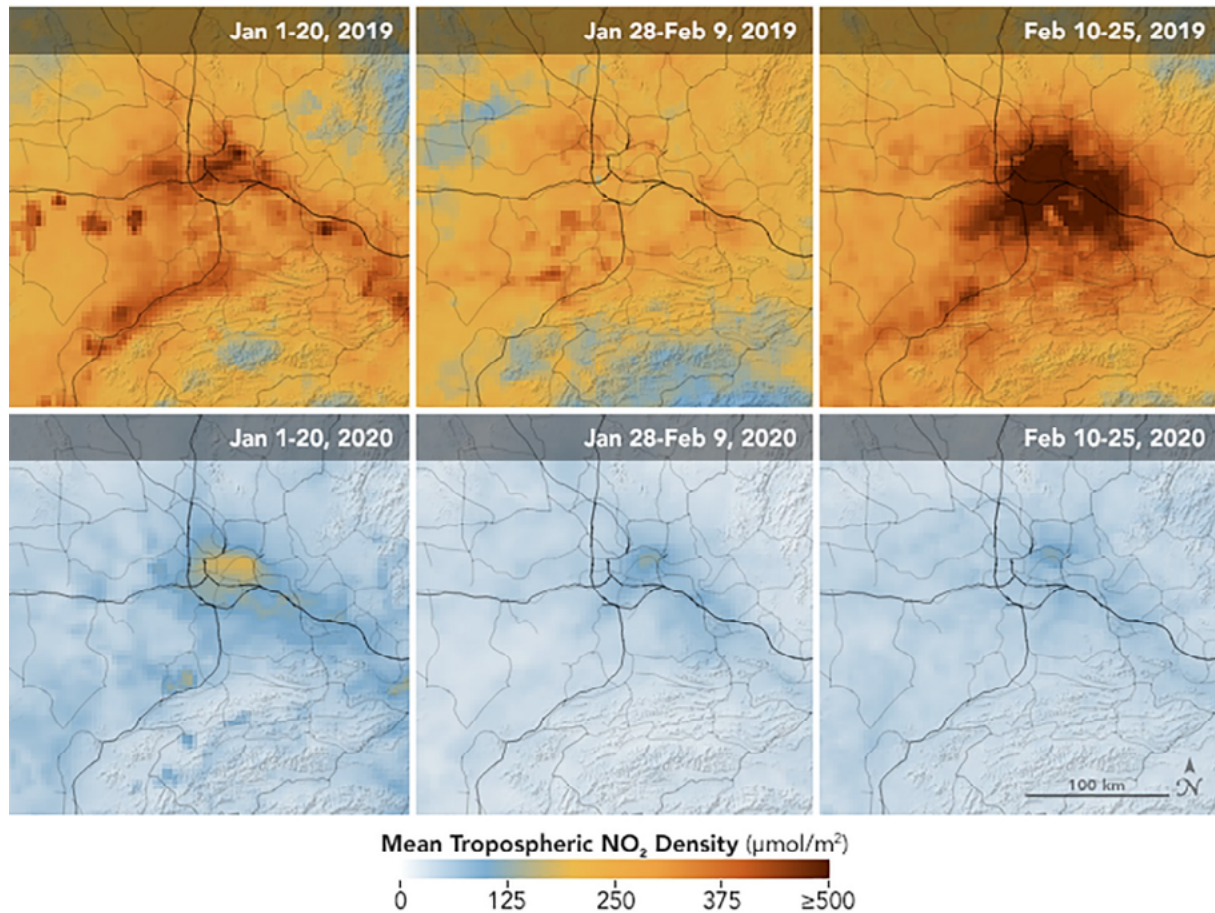 Jan 1-20, 2019
Jan 28-Feb 9, 2019
Feb 10-25, 2019
Jan 1-20, 2020
Jan 28-Feb 9, 2020
Feb 10-25, 2020
100 km
N
Mean Tropospheric NO₂ Density (µmol/m²)
0 125 250 375 ≥500